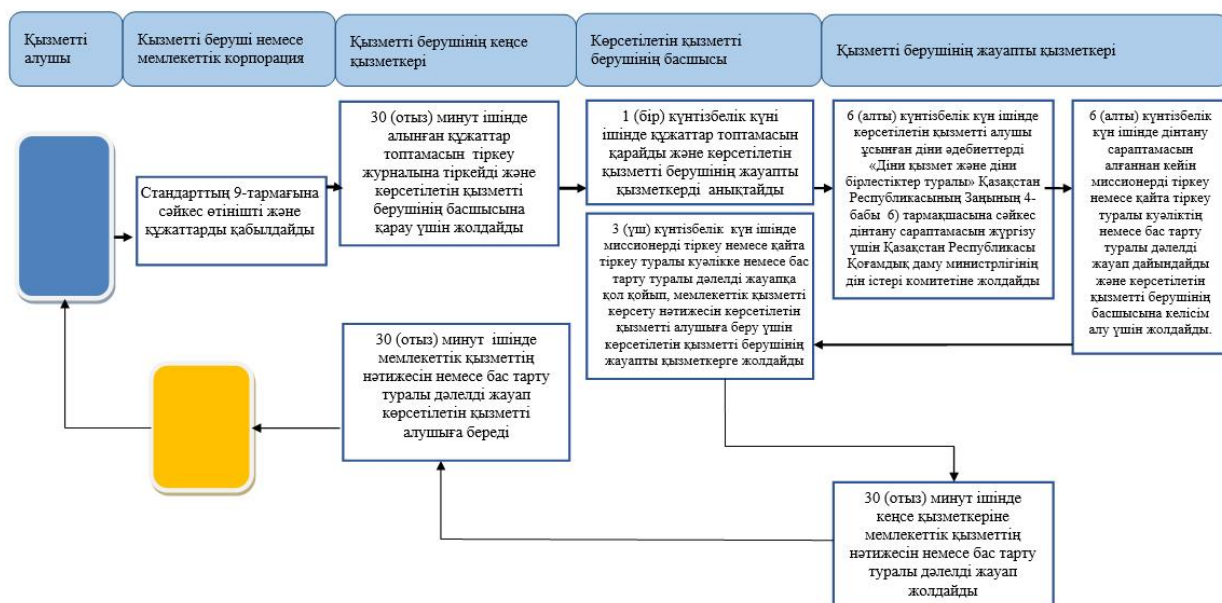 Қызметті
алушы
Кызметті беруші немесе
мемлекеттік корпорация
Қызметті берушінің кеңсе
қызметкері
Көрсетілетін қызметті
берушінің басшысы
Қызметті берушінің жауапты қызметкері
Стандарттың 9-тармағына
сәйкес өтінішті және
құжаттарды қабылдайды
30 (отыз) минут ішінде
алынған құжаттар
топтамасын тіркеу
журналына тіркейді және
көрсетілетін қызметті
берушінің басшысына
қарау үшін жолдайды
1 (бір) күнтізбелік күні
ішінде құжаттар топтамасын
қарайды және көрсетілетін
қызметті берушінің жауапты
қызметкерді анықтайды
6 (алты) күнтізбелік күн ішінде
көрсетілетін қызметті алушы
ұсынған діни әдебиеттерді
«Діни қызмет және діни
бірлестіктер туралы» Қазақстан
Республикасының Заңының 4-
бабы 6) тармақшасына сәйкес
дінтану сараптамасын жүргізу
үшін Қазақстан Республикасы
Қоғамдық даму министрлігінің
дін істері комитетіне жолдайды
6 (алты) күнтізбелік
күн ішінде дінтану
сараптамасын
алғаннан кейін
миссионерді тіркеу
немесе қайта тіркеу
туралы куәліктің
немесе бас тарту
туралы дәлелді
жауап дайындайды
және көрсетілетін
қызметті берушінің
басшысына келісім
алу үшін жолдайды.
3 (үш) күнтізбелік күн ішінде
миссионерді тіркеу немесе қайта
тіркеу туралы куәлікке немесе бас
тарту туралы дәлелді жауапқа
қол қойып, мемлекеттік қызметті
көрсету нәтижесін көрсетілетін
қызметті алушыға беру үшін
көрсетілетін қызметті берушінің
жауапты қызметкерге жолдайды
30 (отыз) минут ішінде
мемлекеттік қызметтің
нәтижесін немесе бас тарту
туралы дәлелді жауап
көрсетілетін қызметті
алушыға береді
30 (отыз) минут ішінде
кеңсе қызметкеріне
мемлекеттік қызметтің
нәтижесін немесе бас тарту
туралы дәлелді жауап
жолдайды